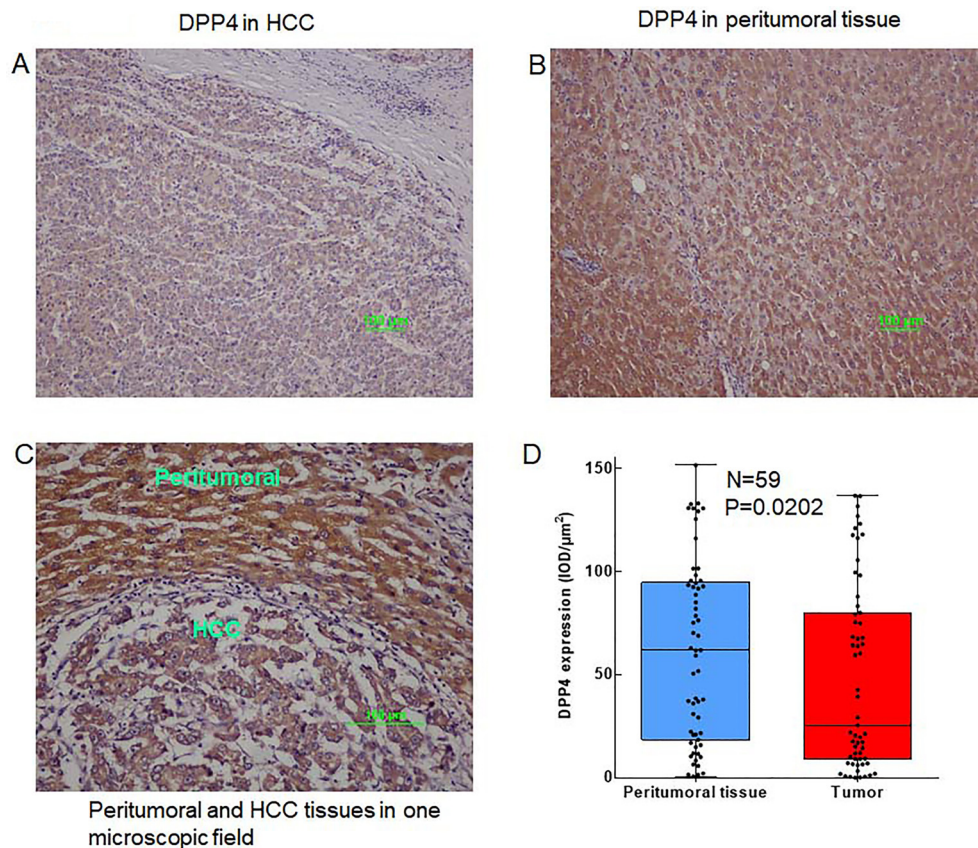 DPP4 in HCC
DPP4 in peritumoral tissue
A
B
100 µm
100 µm
C
Peritumoral
HCC
100 µm
Peritumoral and HCC tissues in one
microscopic field
D
N=59
P=0.0202
DPP4 expression (IOD/µm²)
150
100
50
0
Peritumoral tissue
Tumor